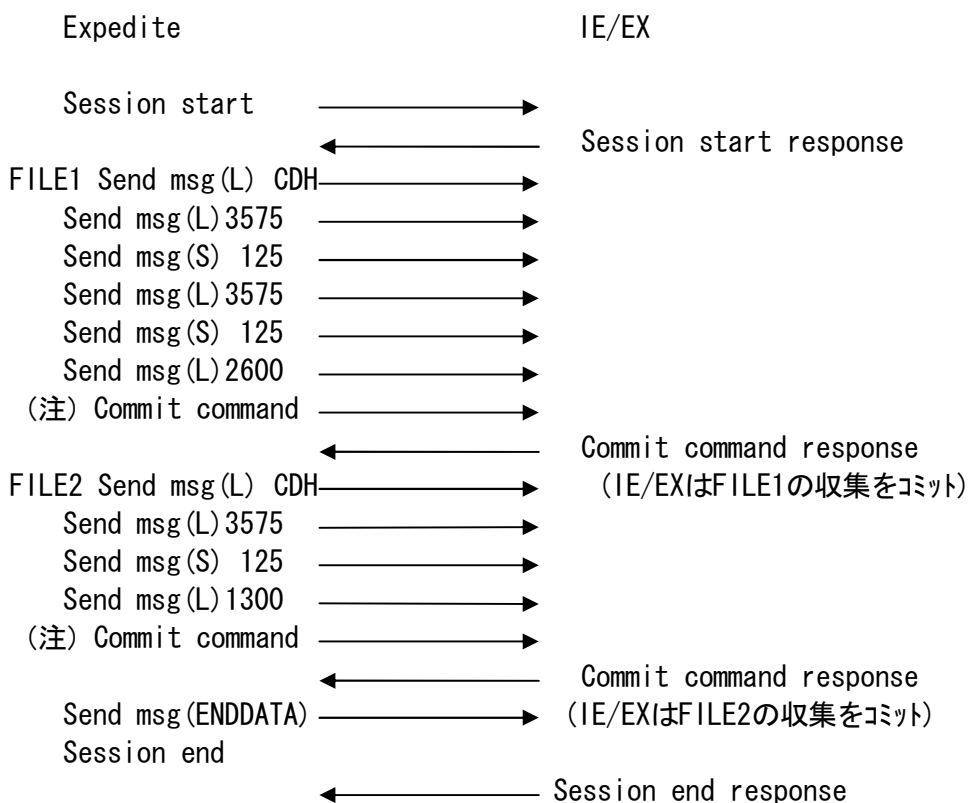 Expedite IE/EX
Session start
Session start response
FILE1 Send msg(L) CDH
Send msg(L)3575
Send msg(S) 125
Send msg(L)3575
Send msg(S) 125
Send msg(L)2600
(注) Commit command
Commit command response
FILE2 Send msg(L) CDH (IE/EXはFILE1の収集をｺﾐｯﾄ)
Send msg(L)3575
Send msg(S) 125
Send msg(L)1300
(注) Commit command
Commit command response
Send msg(ENDDATA) (IE/EXはFILE2の収集をｺﾐｯﾄ)
Session end
Session end response